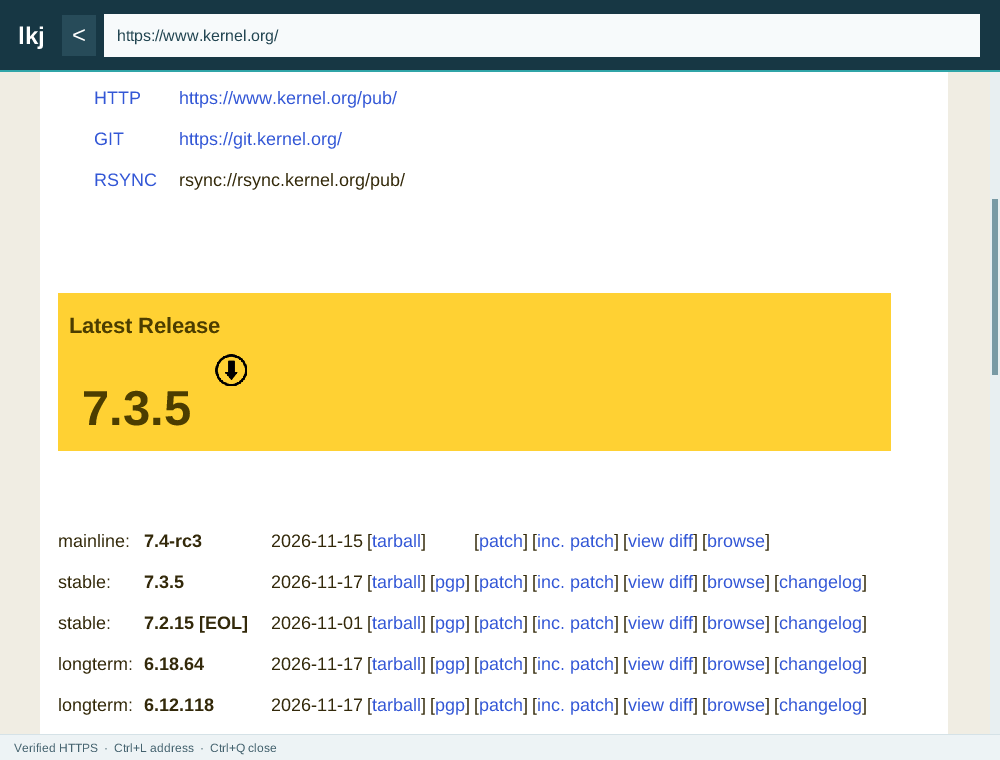 lkj < https://www.kernel.org/
HTTP https://www.kernel.org/pub/
GIT https://git.kernel.org/
RSYNC rsync://rsync.kernel.org/pub/
Latest Release
7.3.5
mainline: 7.4-rc3 2026-11-15 [tarball] [patch] [inc. patch] [view diff] [browse]
stable: 7.3.5 2026-11-17 [tarball] [pgp] [patch] [inc. patch] [view diff] [browse] [changelog]
stable: 7.2.15 [EOL] 2026-11-01 [tarball] [pgp] [patch] [inc. patch] [view diff] [browse] [changelog]
longterm: 6.18.64 2026-11-17 [tarball] [pgp] [patch] [inc. patch] [view diff] [browse] [changelog]
longterm: 6.12.118 2026-11-17 [tarball] [pgp] [patch] [inc. patch] [view diff] [browse] [changelog]
Verified HTTPS · Ctrl+L address · Ctrl+Q close